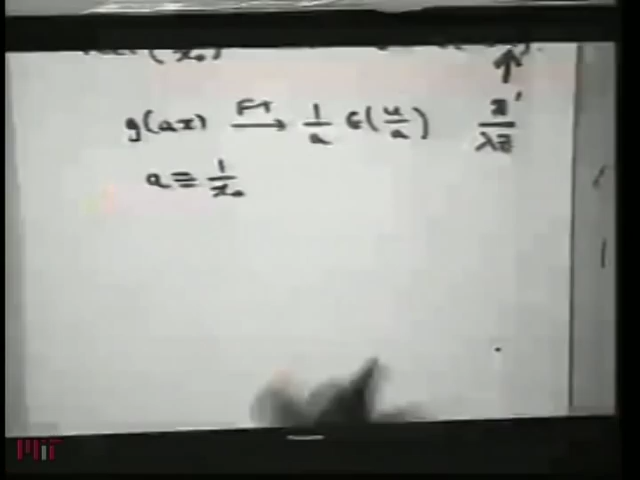 g(ax) FT→ 1/a G(u/a) x'/λz
a ≡ 1/x₀
MIT